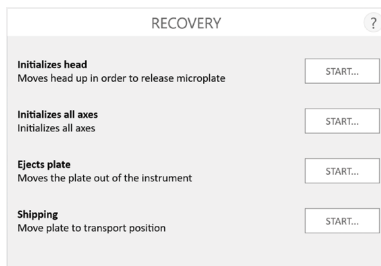 RECOVERY
?
Initializes head
Moves head up in order to release microplate
START...
Initializes all axes
Initializes all axes
START...
Ejects plate
Moves the plate out of the instrument
START...
Shipping
Move plate to transport position
START...